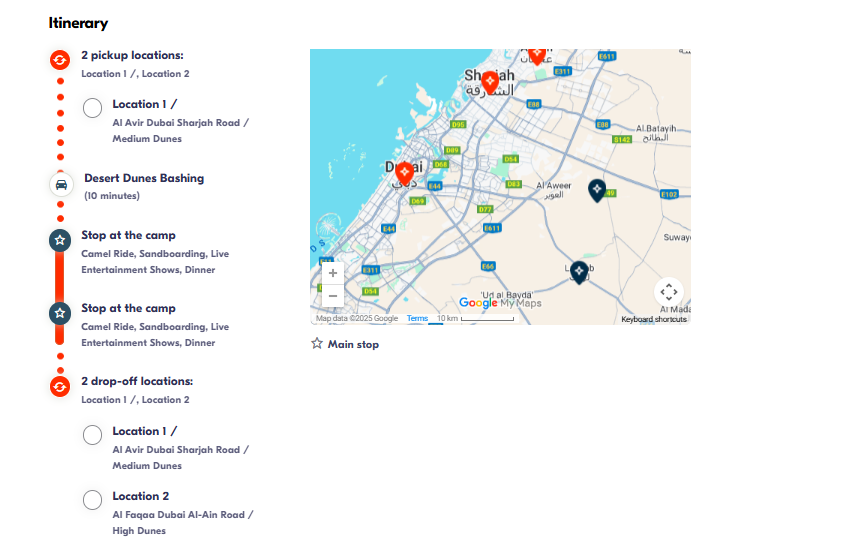 Itinerary
2 pickup locations:
Location 1 /, Location 2
Location 1 /
Al Avir Dubai Sharjah Road /
Medium Dunes
Desert Dunes Bashing
(10 minutes)
Stop at the camp
Camel Ride, Sandboarding, Live
Entertainment Shows, Dinner
Stop at the camp
Camel Ride, Sandboarding, Live
Entertainment Shows, Dinner
2 drop-off locations:
Location 1 /, Location 2
Location 1 /
Al Avir Dubai Sharjah Road /
Medium Dunes
Location 2
Al Faqaa Dubai Al-Ain Road /
High Dunes
E611
E311
Sharjah
الشارقة
E88
D95
E88
Al Batayih
البطائح
S142
D89
D68
D54
Dubai
دبي
E44
D83
Al Aweer
العوير
E102
D69
D77
E44
E611
Suway
E311
E66
D54
'Ud al Bayda'
+
−
Google My Maps
Al Mada
Map data ©2025 Google
Terms
10 km
Keyboard shortcuts
Main stop